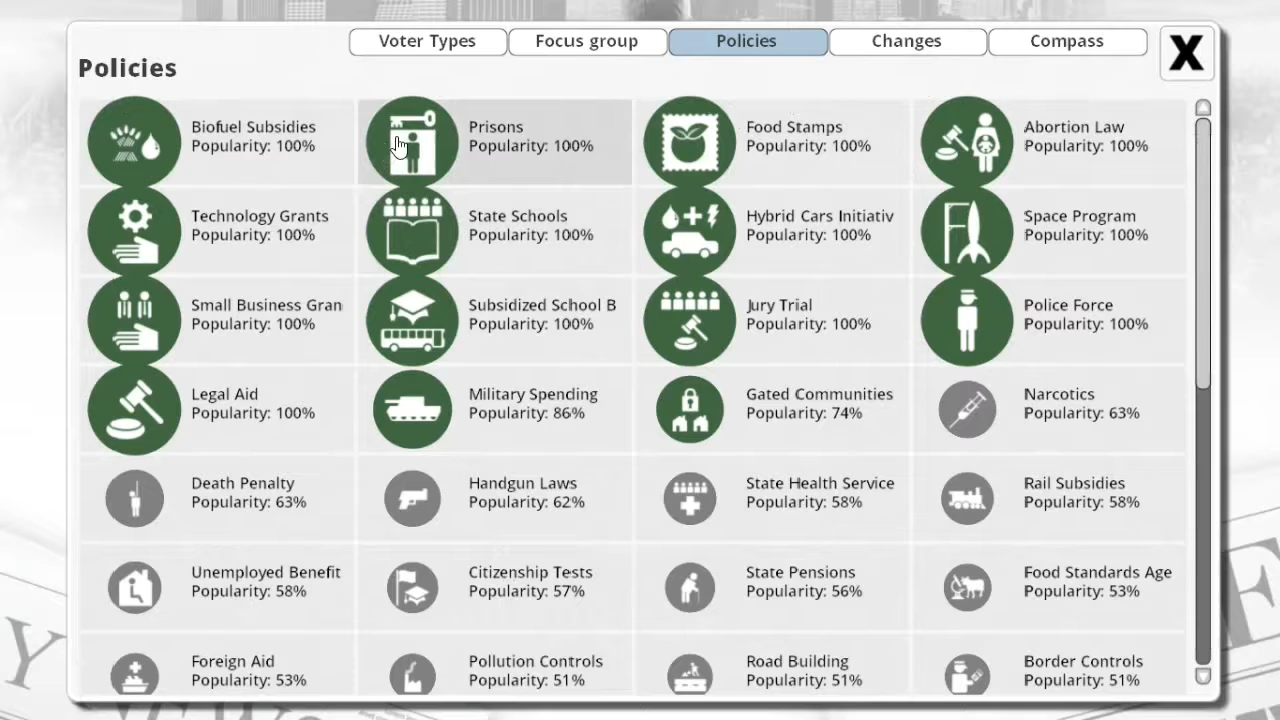 Voter Types
Focus group
Policies
Changes
Compass
X
Policies
Biofuel Subsidies
Popularity: 100%
Prisons
Popularity: 100%
Food Stamps
Popularity: 100%
Abortion Law
Popularity: 100%
Technology Grants
Popularity: 100%
State Schools
Popularity: 100%
Hybrid Cars Initiativ
Popularity: 100%
Space Program
Popularity: 100%
Small Business Gran
Popularity: 100%
Subsidized School B
Popularity: 100%
Jury Trial
Popularity: 100%
Police Force
Popularity: 100%
Legal Aid
Popularity: 100%
Military Spending
Popularity: 86%
Gated Communities
Popularity: 74%
Narcotics
Popularity: 63%
Death Penalty
Popularity: 63%
Handgun Laws
Popularity: 62%
State Health Service
Popularity: 58%
Rail Subsidies
Popularity: 58%
Unemployed Benefit
Popularity: 58%
Citizenship Tests
Popularity: 57%
State Pensions
Popularity: 56%
Food Standards Age
Popularity: 53%
Foreign Aid
Popularity: 53%
Pollution Controls
Popularity: 51%
Road Building
Popularity: 51%
Border Controls
Popularity: 51%